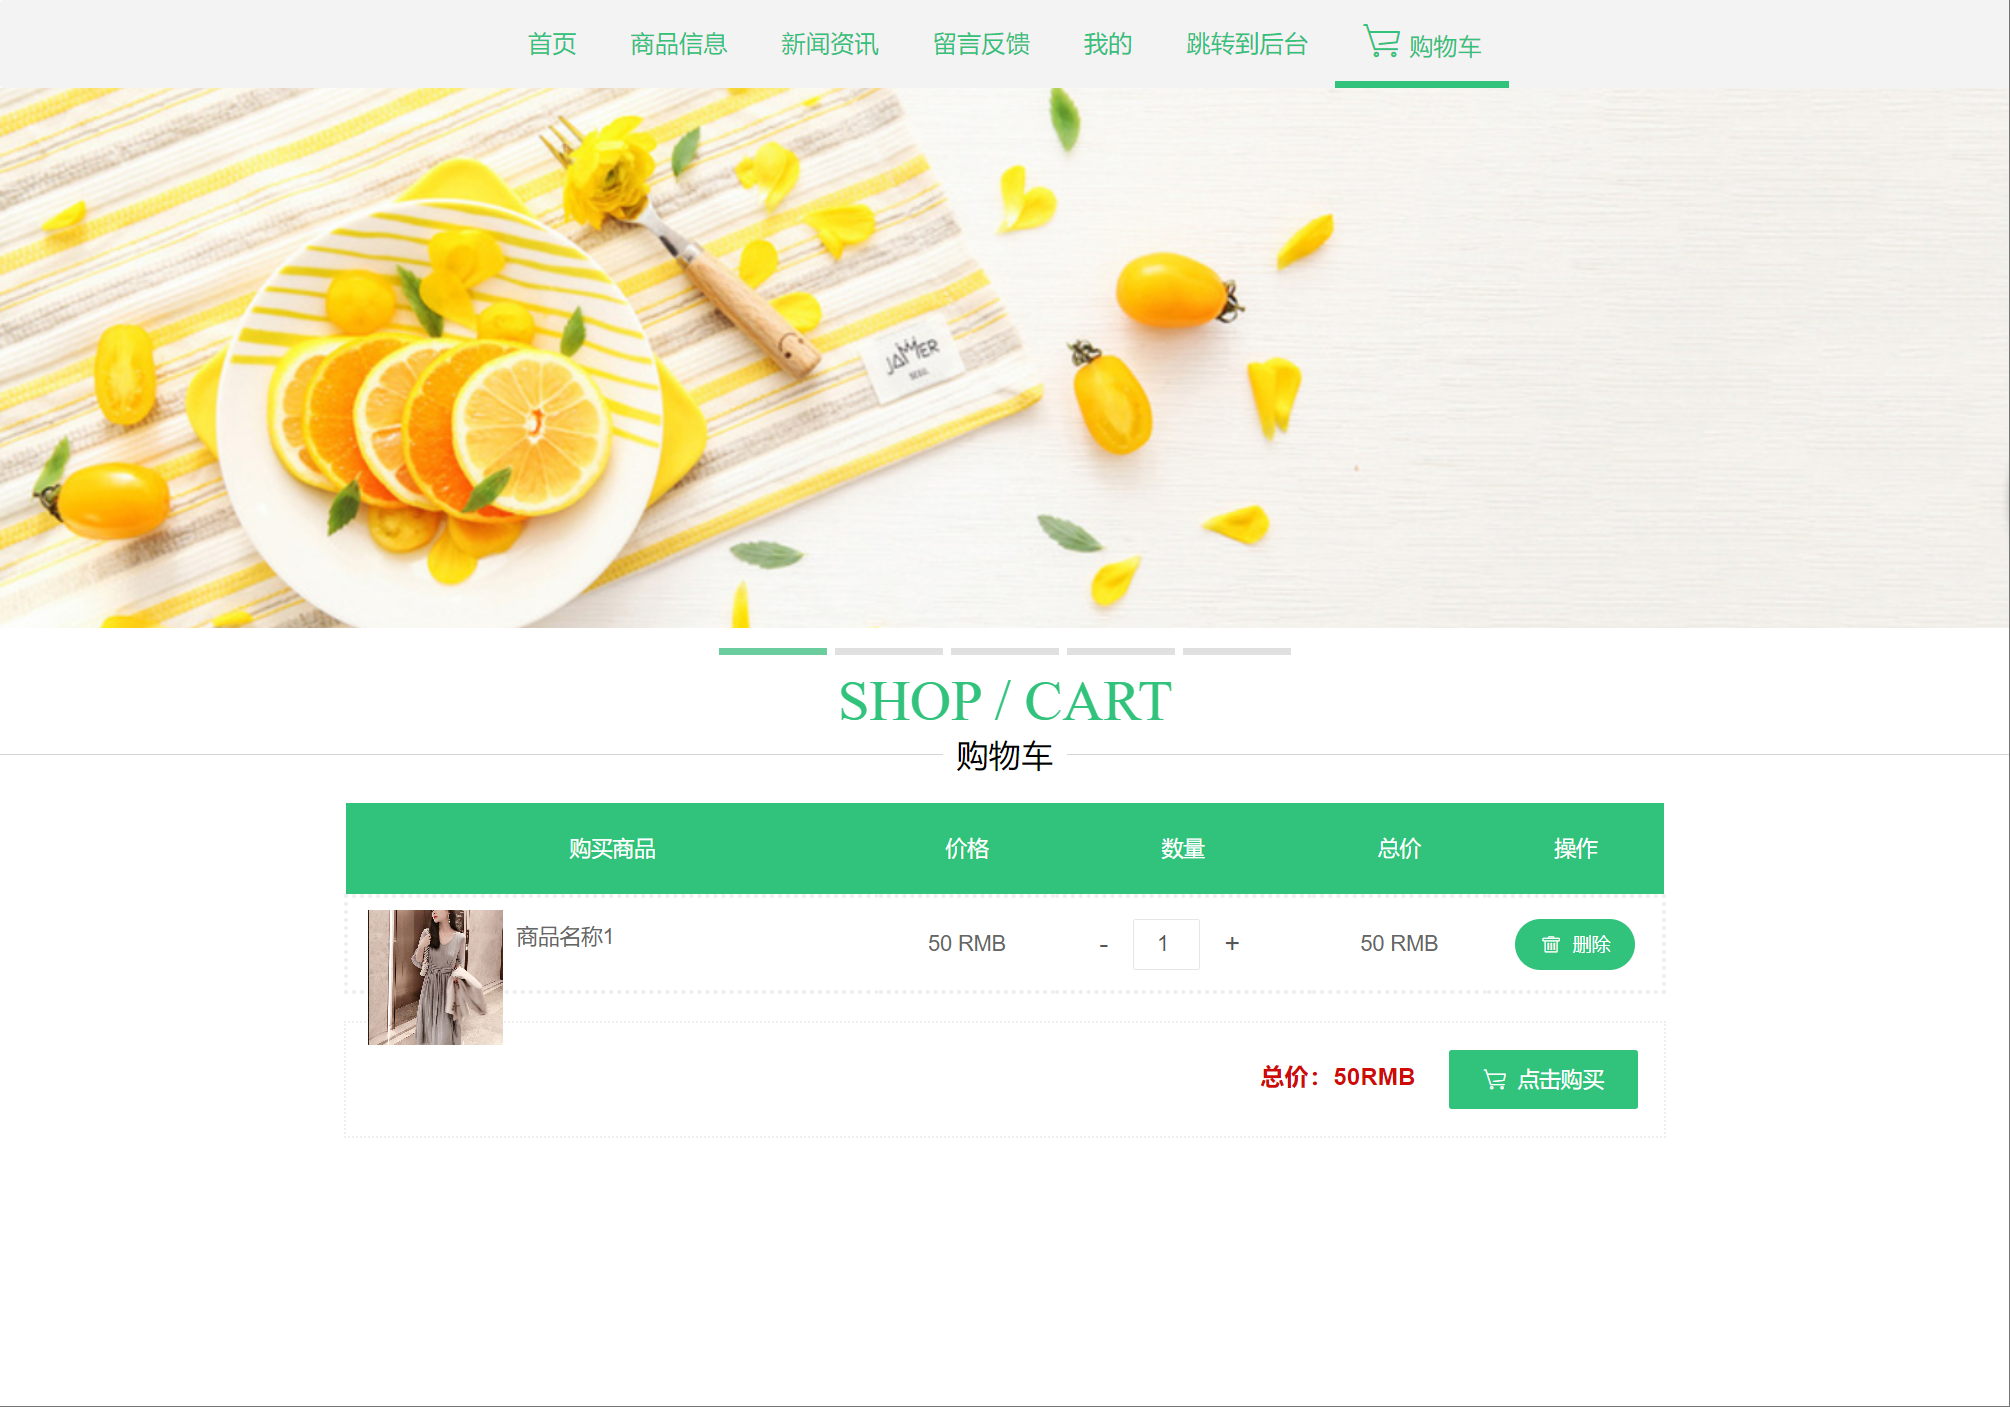 首页 商品信息 新闻资讯 留言反馈 我的 跳转到后台 购物车
JAMMER
SEOUL
SHOP / CART
购物车
购买商品 价格 数量 总价 操作
商品名称1 50 RMB - 1 + 50 RMB 删除
总价：50RMB 点击购买